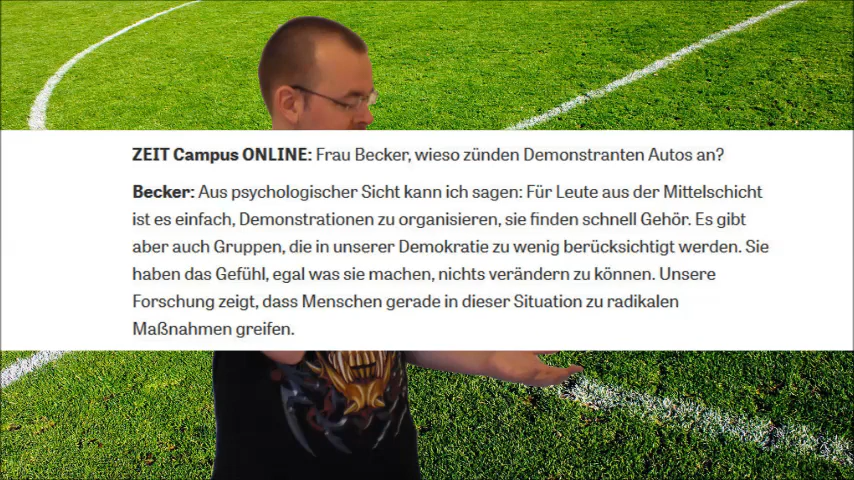 ZEIT Campus ONLINE: Frau Becker, wieso zünden Demonstranten Autos an?
Becker: Aus psychologischer Sicht kann ich sagen: Für Leute aus der Mittelschicht
ist es einfach, Demonstrationen zu organisieren, sie finden schnell Gehör. Es gibt
aber auch Gruppen, die in unserer Demokratie zu wenig berücksichtigt werden. Sie
haben das Gefühl, egal was sie machen, nichts verändern zu können. Unsere
Forschung zeigt, dass Menschen gerade in dieser Situation zu radikalen
Maßnahmen greifen.